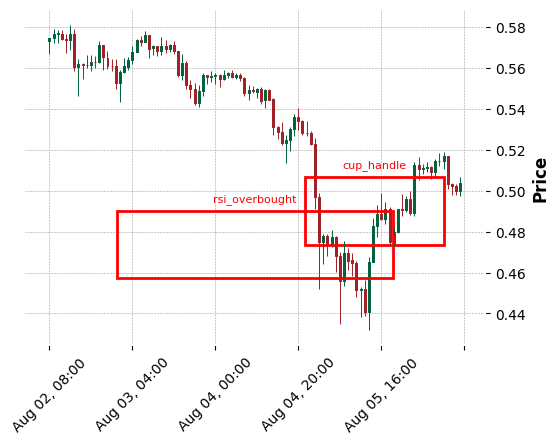 0.58
0.56
0.54
0.52
0.50
0.48
0.46
0.44
Price
cup_handle
rsi_overbought
Aug 02, 08:00
Aug 03, 04:00
Aug 04, 00:00
Aug 04, 20:00
Aug 05, 16:00